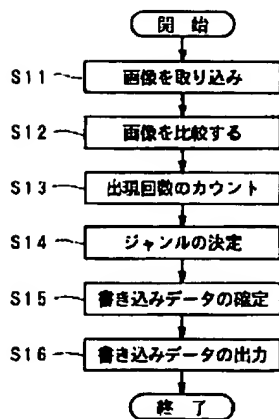 開 始
S11 画像を取り込み
S12 画像を比較する
S13 出現回数のカウント
S14 ジャンルの決定
S15 書き込みデータの確定
S16 書き込みデータの出力
終 了